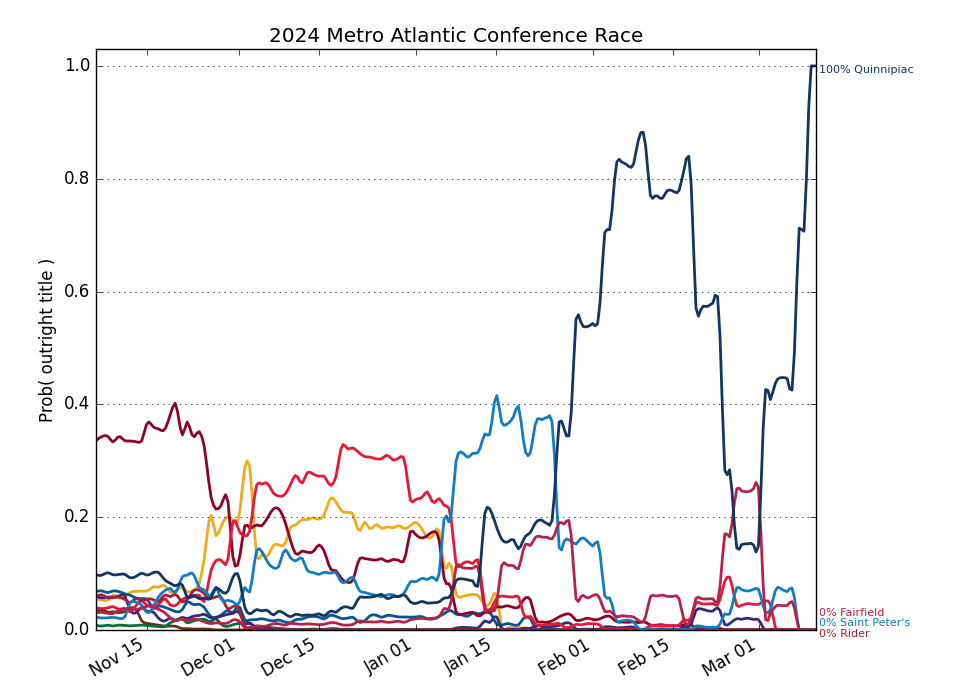 2024 Metro Atlantic Conference Race
1.0
100% Quinnipiac
0.8
0.6
Prob( outright title )
0.4
0.2
0% Fairfield
0% Saint Peter's
0.0
0% Rider
Nov 15
Dec 01
Dec 15
Jan 01
Jan 15
Feb 01
Feb 15
Mar 01